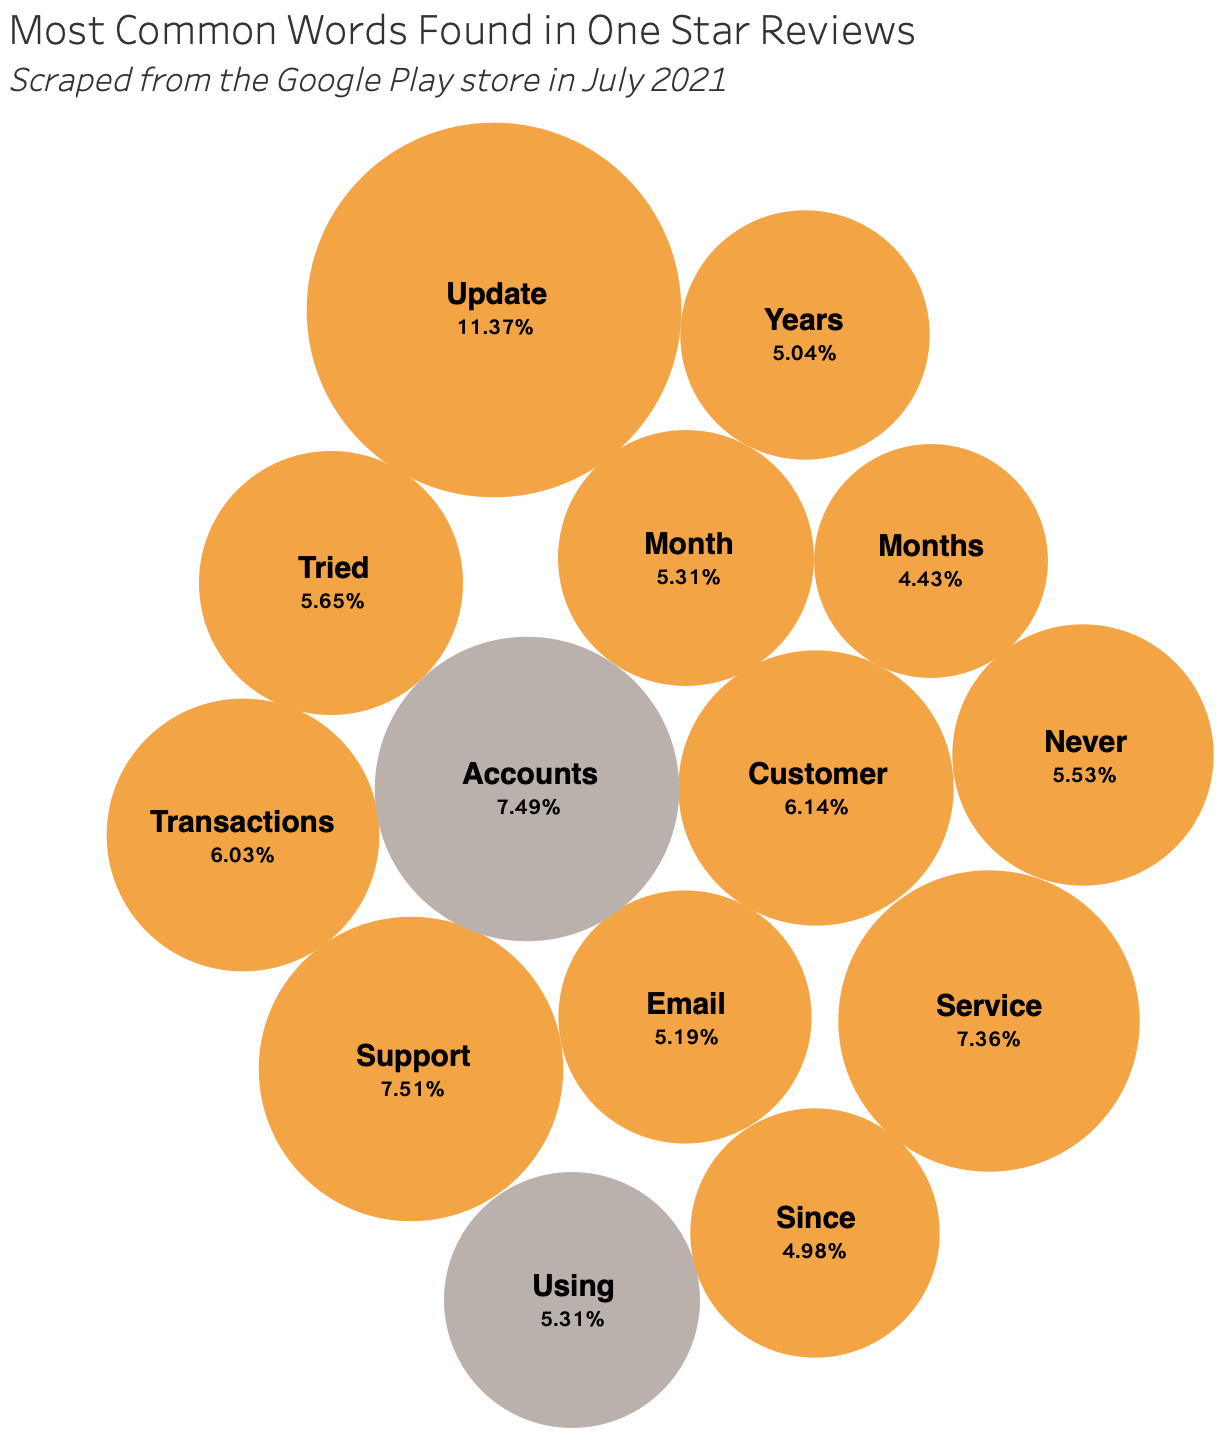 Most Common Words Found in One Star Reviews
Scraped from the Google Play store in July 2021
Update
11.37%
Years
5.04%
Tried
5.65%
Month
5.31%
Months
4.43%
Accounts
7.49%
Customer
6.14%
Never
5.53%
Transactions
6.03%
Support
7.51%
Email
5.19%
Service
7.36%
Since
4.98%
Using
5.31%